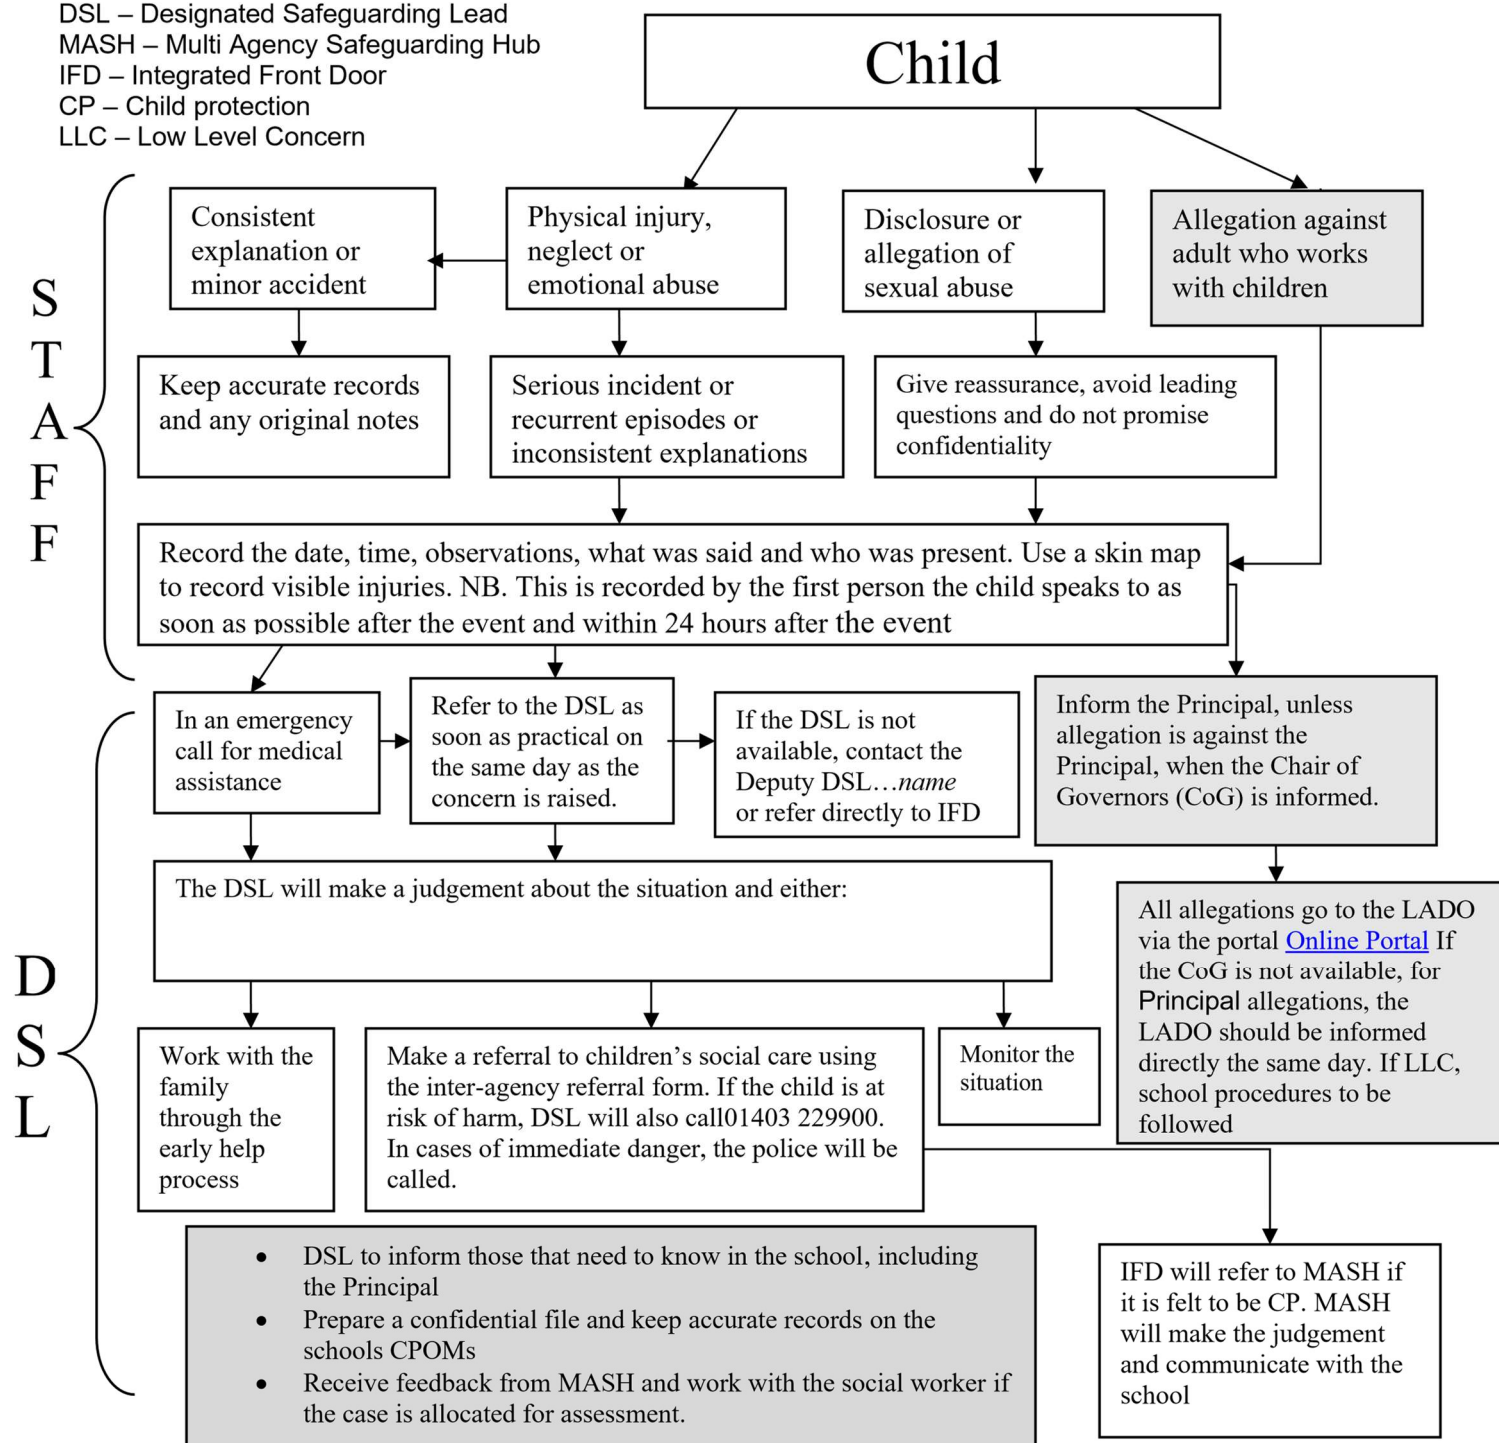 DSL – Designated Safeguarding Lead
MASH – Multi Agency Safeguarding Hub
IFD – Integrated Front Door
CP – Child protection
LLC – Low Level Concern
Child
S
T
A
F
F
Consistent
explanation or
minor accident
Physical injury,
neglect or
emotional abuse
Disclosure or
allegation of
sexual abuse
Allegation against
adult who works
with children
Keep accurate records
and any original notes
Serious incident or
recurrent episodes or
inconsistent explanations
Give reassurance, avoid leading
questions and do not promise
confidentiality
Record the date, time, observations, what was said and who was present. Use a skin map
to record visible injuries. NB. This is recorded by the first person the child speaks to as
soon as possible after the event and within 24 hours after the event
D
S
L
In an emergency
call for medical
assistance
Refer to the DSL as
soon as practical on
the same day as the
concern is raised.
If the DSL is not
available, contact the
Deputy DSL…name
or refer directly to IFD
Inform the Principal, unless
allegation is against the
Principal, when the Chair of
Governors (CoG) is informed.
The DSL will make a judgement about the situation and either:
All allegations go to the LADO
via the portal Online Portal If
the CoG is not available, for
Principal allegations, the
LADO should be informed
directly the same day. If LLC,
school procedures to be
followed
Work with the
family
through the
early help
process
Make a referral to children’s social care using
the inter-agency referral form. If the child is at
risk of harm, DSL will also call01403 229900.
In cases of immediate danger, the police will be
called.
Monitor the
situation
• DSL to inform those that need to know in the school, including
the Principal
• Prepare a confidential file and keep accurate records on the
schools CPOMs
• Receive feedback from MASH and work with the social worker if
the case is allocated for assessment.
IFD will refer to MASH if
it is felt to be CP. MASH
will make the judgement
and communicate with the
school